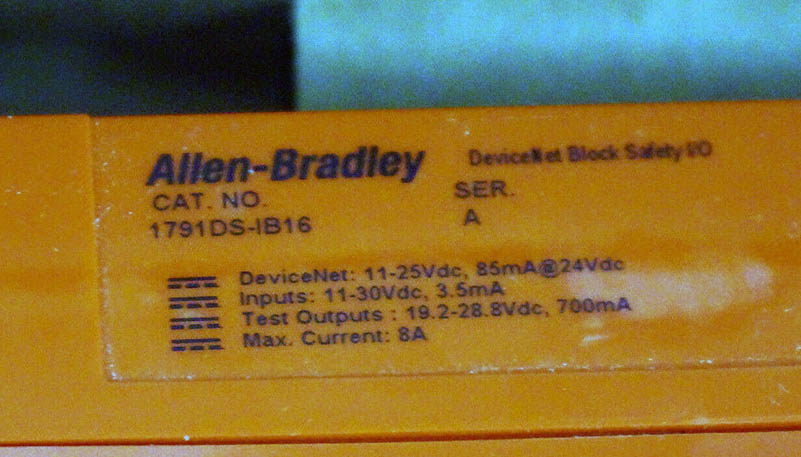 Allen-Bradley DeviceNet Block Safety I/O
CAT. NO. SER.
1791DS-IB16 A
DeviceNet: 11-25Vdc, 85mA@24Vdc
Inputs: 11-30Vdc, 3.5mA
Test Outputs : 19.2-28.8Vdc, 700mA
Max. Current: 8A